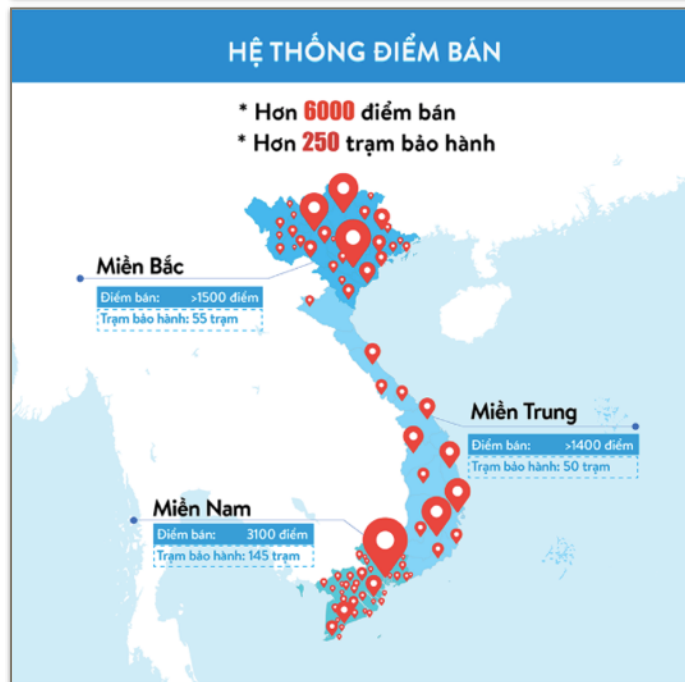 HỆ THỐNG ĐIỂM BÁN
* Hơn 6000 điểm bán
* Hơn 250 trạm bảo hành
Miền Bắc
Điểm bán: >1500 điểm
Trạm bảo hành: 55 trạm
Miền Trung
Điểm bán: >1400 điểm
Trạm bảo hành: 50 trạm
Miền Nam
Điểm bán: 3100 điểm
Trạm bảo hành: 145 trạm